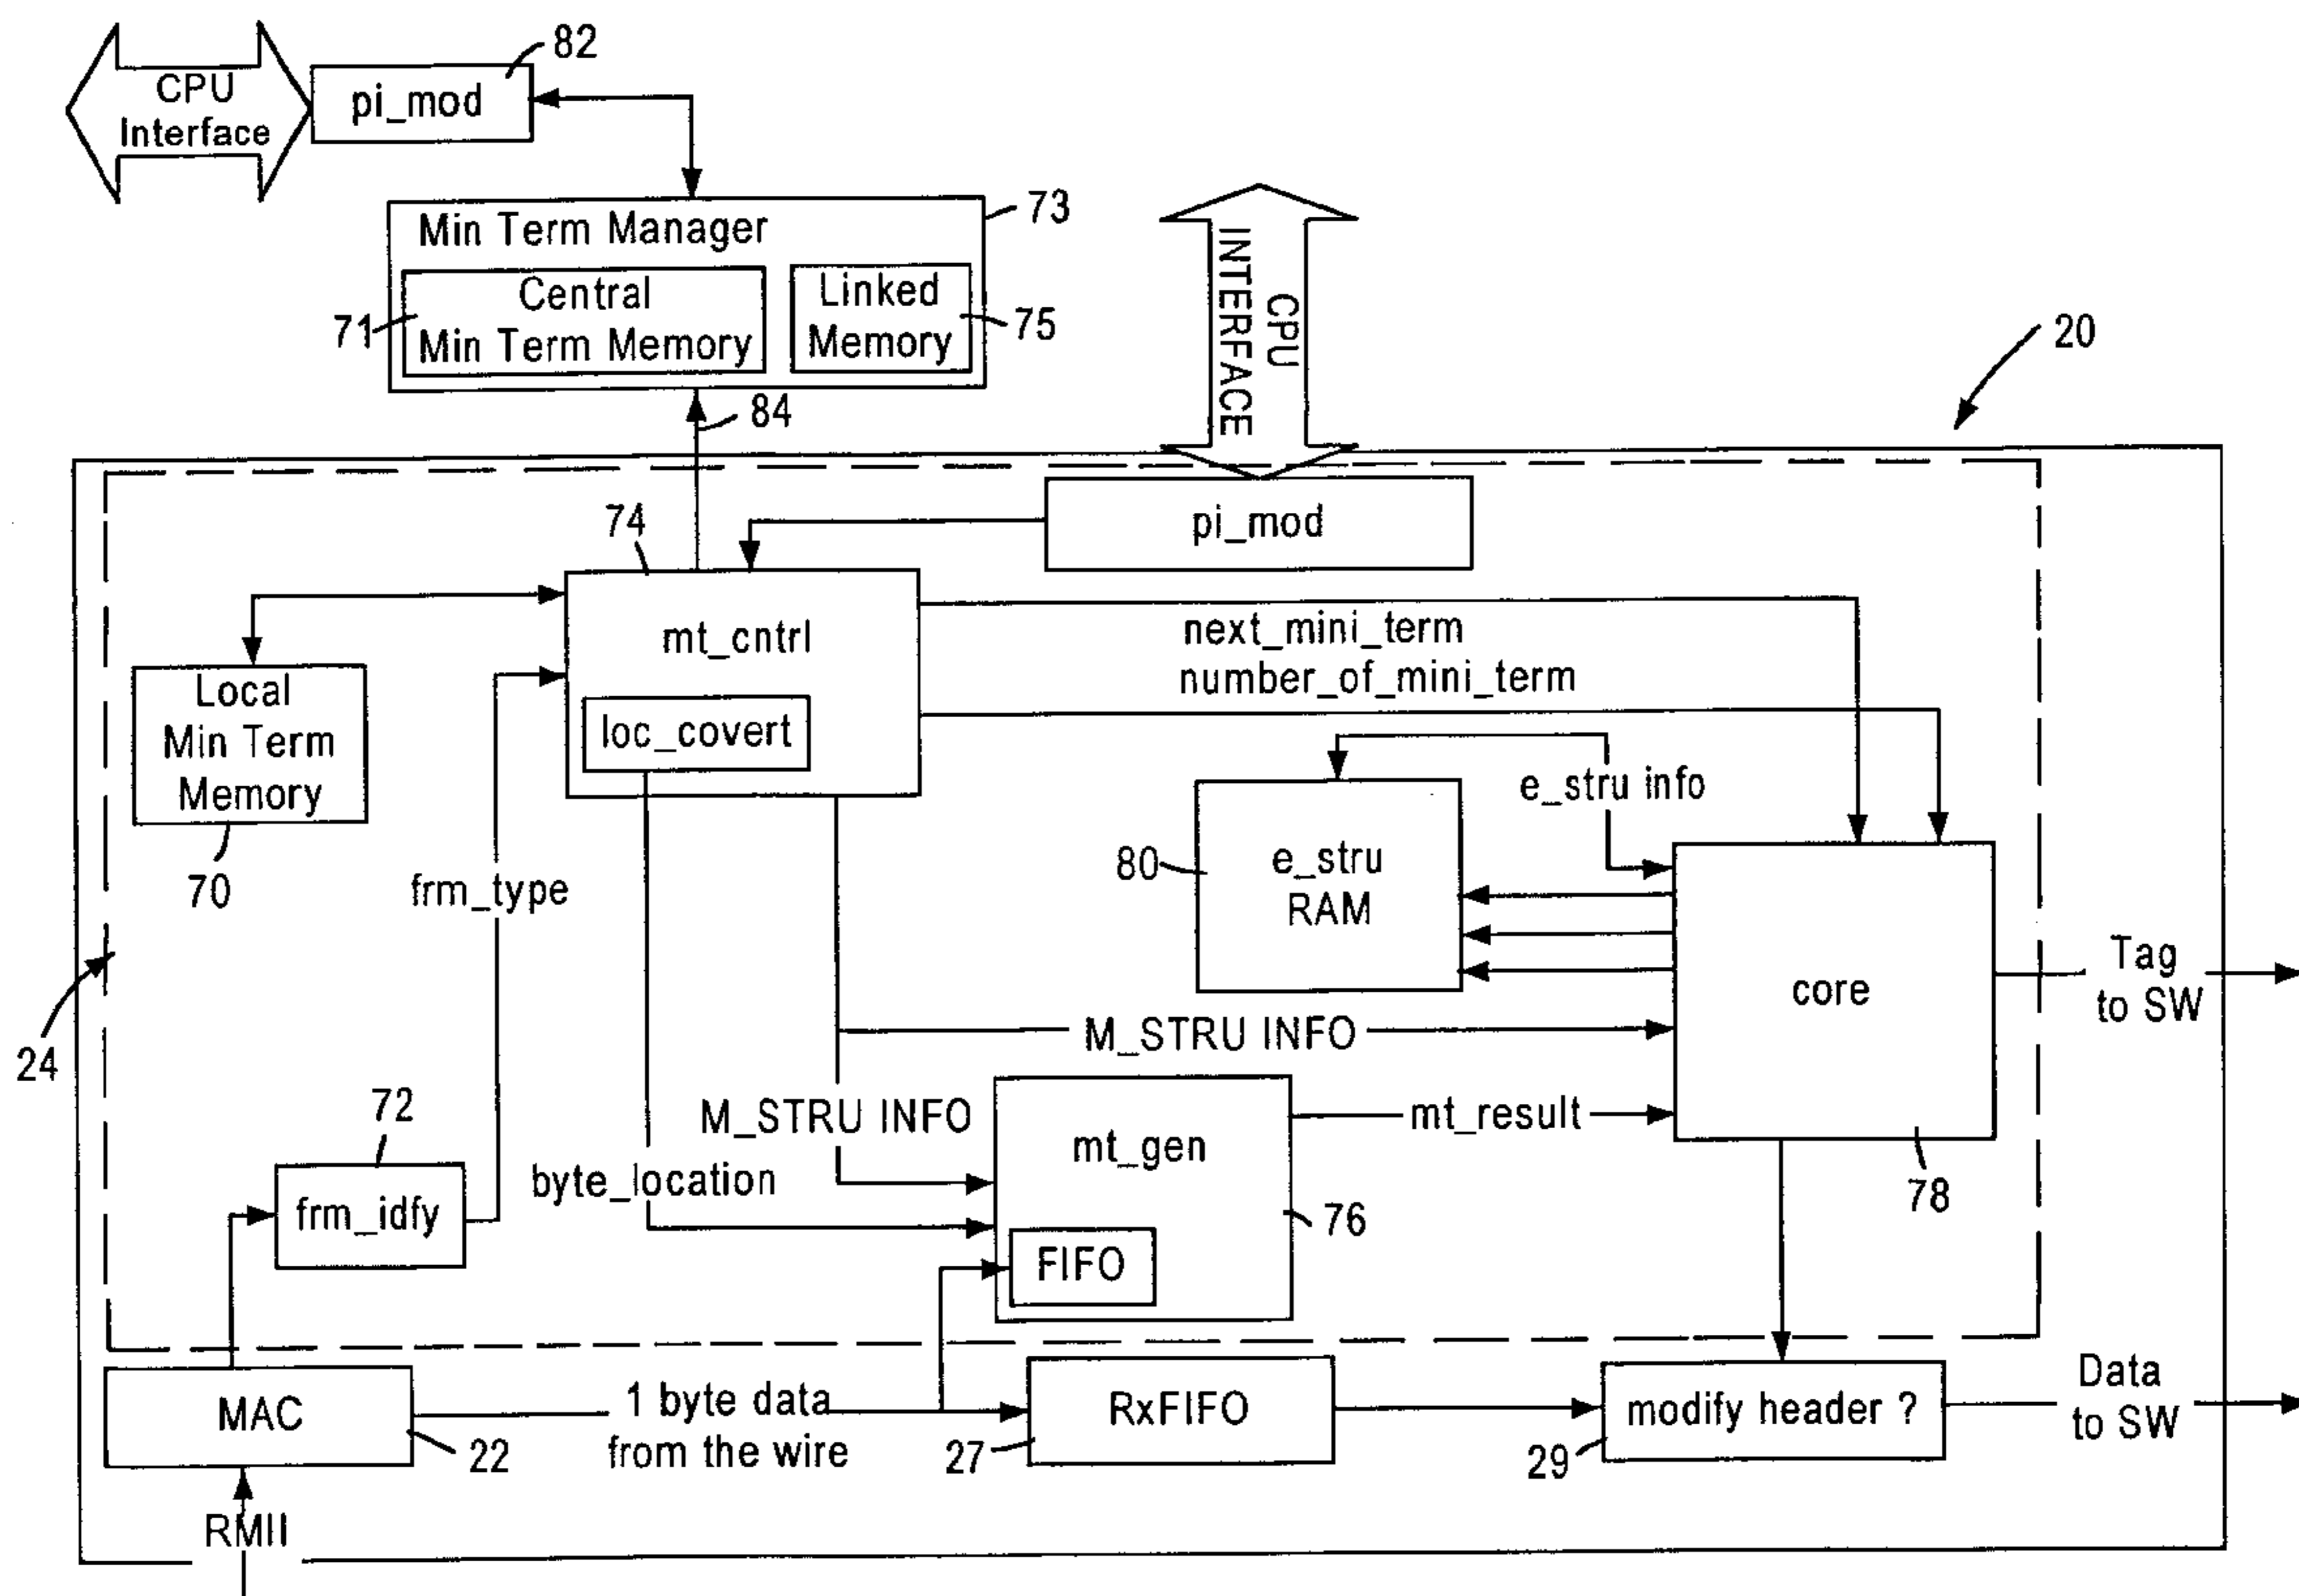 82
CPU
Interface
pi_mod
73
Min Term Manager
Central
Min Term Memory
Linked
Memory
71
75
CPU
INTERFACE
20
84
pi_mod
74
mt_cntrl
loc_covert
next_mini_term
number_of_mini_term
Local
Min Term
Memory
70
frm_type
e_stru info
80
e_stru
RAM
core
Tag
to SW
24
M_STRU INFO
72
M_STRU INFO
mt_result
mt_gen
byte_location
frm_idfy
76
78
FIFO
MAC
22
1 byte data
from the wire
RxFIFO
27
modify header ?
29
Data
to SW
RMII